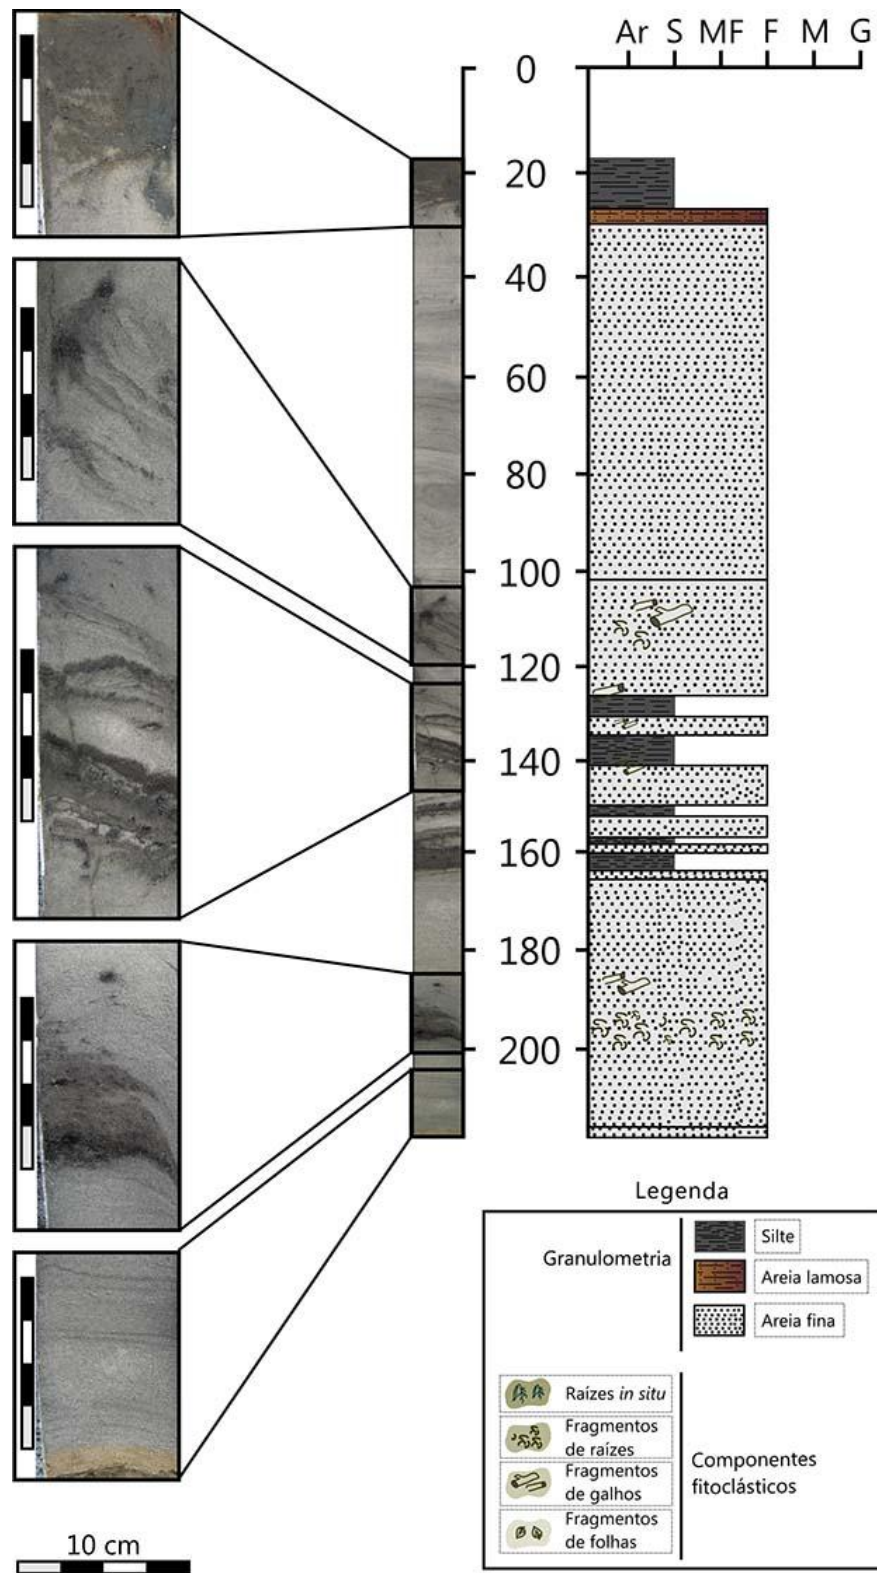 Ar S MF F M G
0
20
40
60
80
100
120
140
160
180
200
Legenda
Granulometria
Silte
Areia lamosa
Areia fina
Raízes in situ
Fragmentos
de raízes
Fragmentos
de galhos
Fragmentos
de folhas
Componentes
fitoclásticos
10 cm